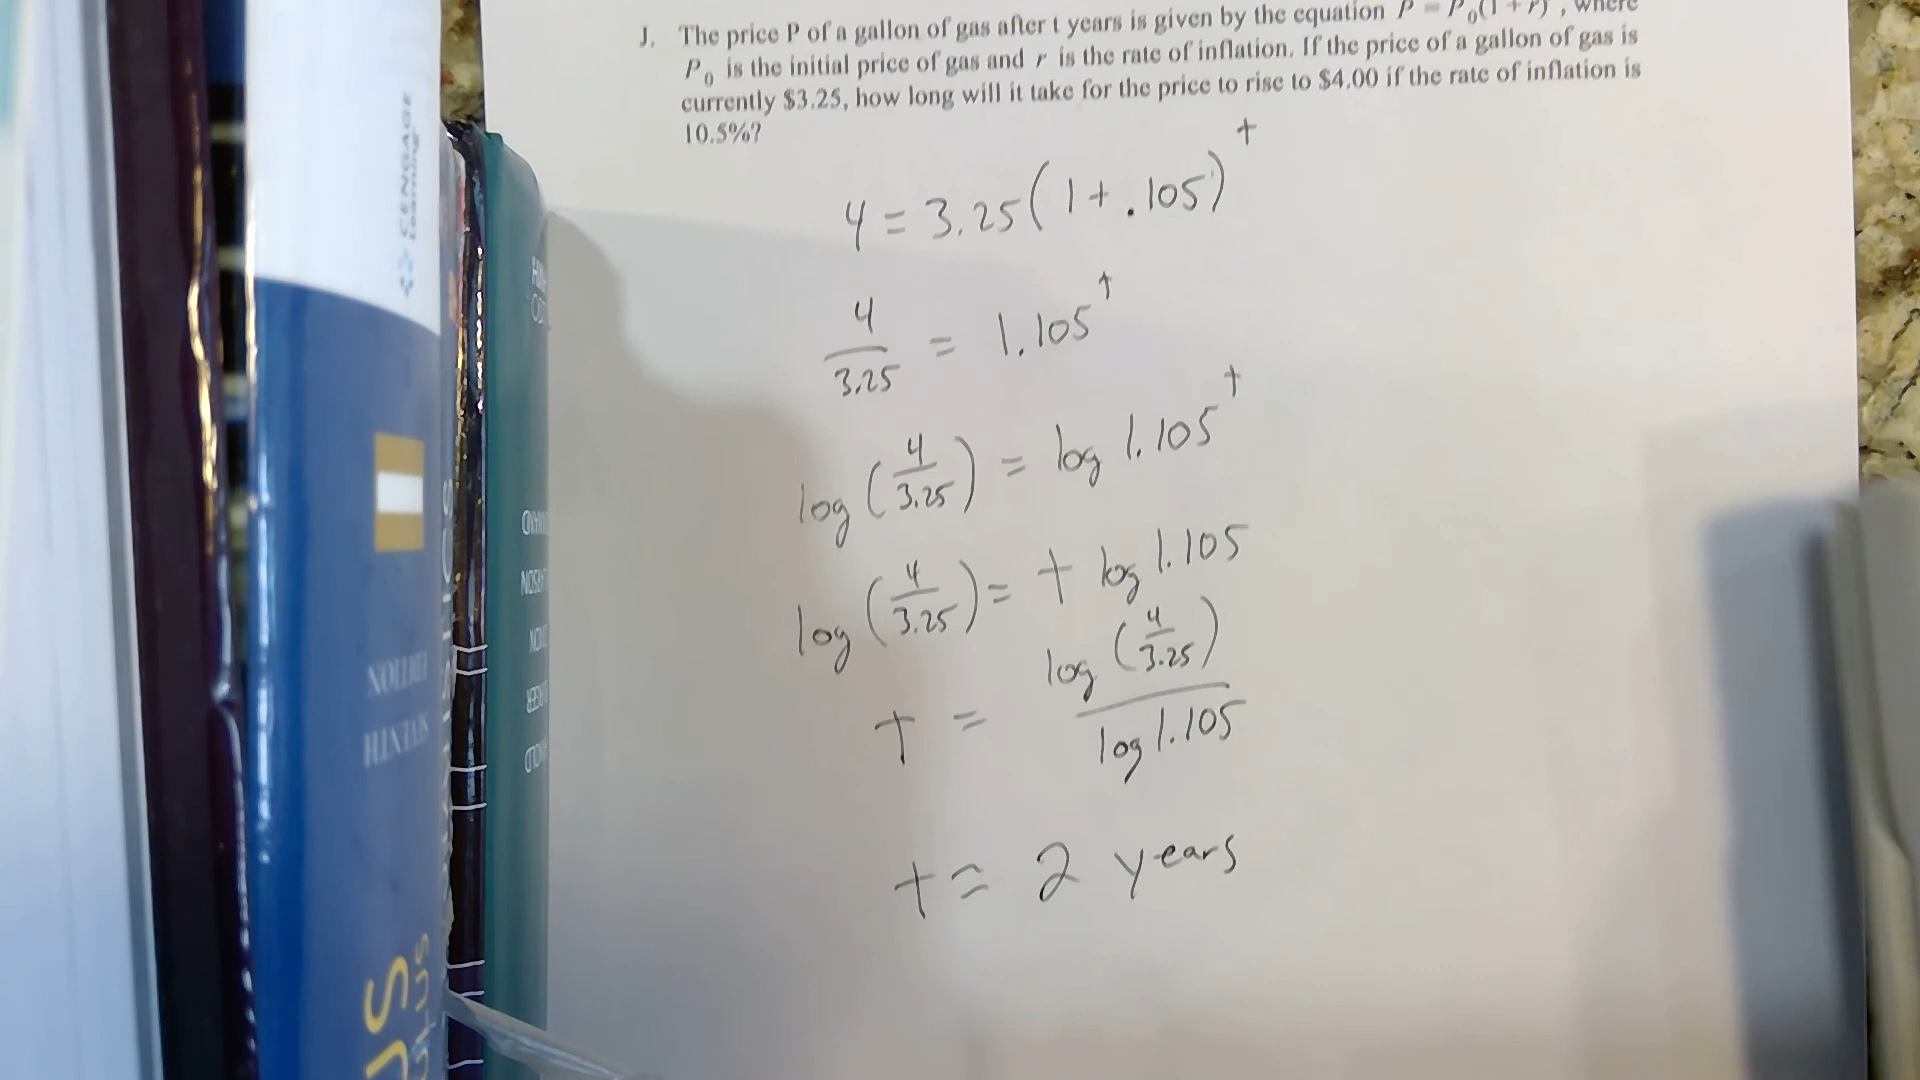 J. The price P of a gallon of gas after t years is given by the equation P = P₀(1 + r)ᵗ, where
P₀ is the initial price of gas and r is the rate of inflation. If the price of a gallon of gas is
currently $3.25, how long will it take for the price to rise to $4.00 if the rate of inflation is
10.5%?
4 = 3.25(1 + .105)^t
4/3.25 = 1.105^t
log(4/3.25) = log 1.105^t
log(4/3.25) = t log 1.105
t = log(4/3.25) / log 1.105
t = 2 years
CENGAGE
Learning
EDITION
SEVENTH